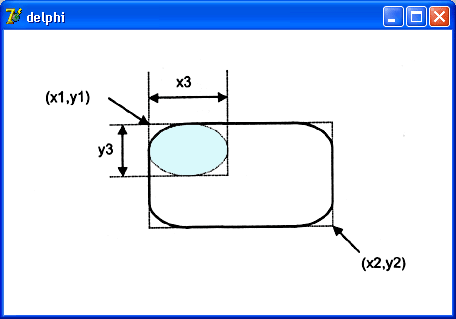 delphi
x3
(x1,y1)
y3
(x2,y2)